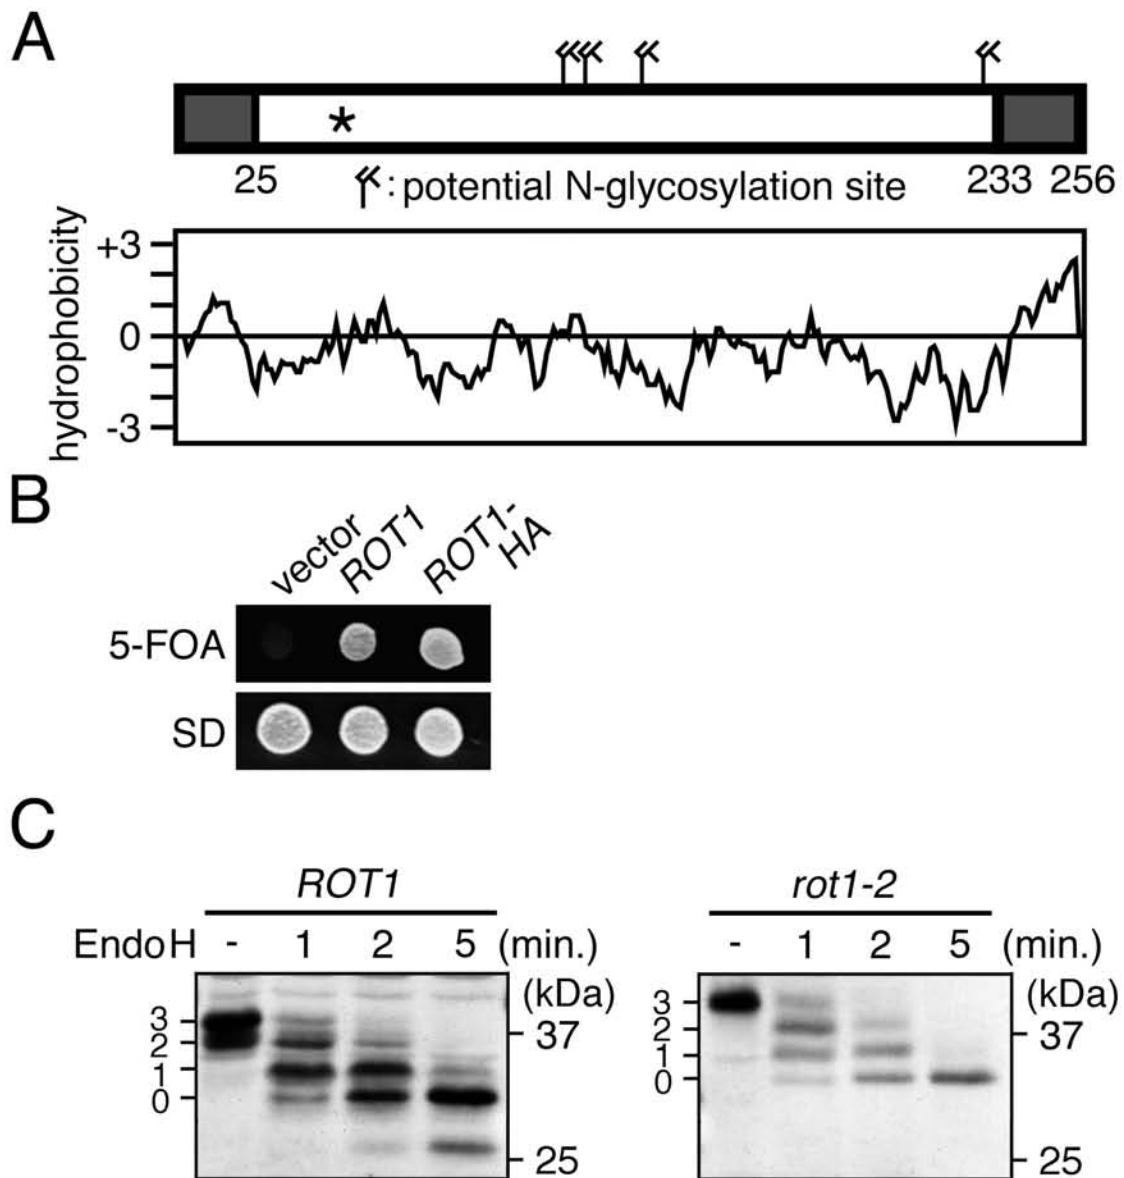 A
*
25 233 256
: potential N-glycosylation site
hydrophobicity
+3
0
-3
B
vector
ROT1
ROT1-
HA
5-FOA
SD
C
ROT1
EndoH - 1 2 5 (min.)
(kDa)
3
2
1
0
37
25
rot1-2
- 1 2 5 (min.)
(kDa)
3
2
1
0
37
25